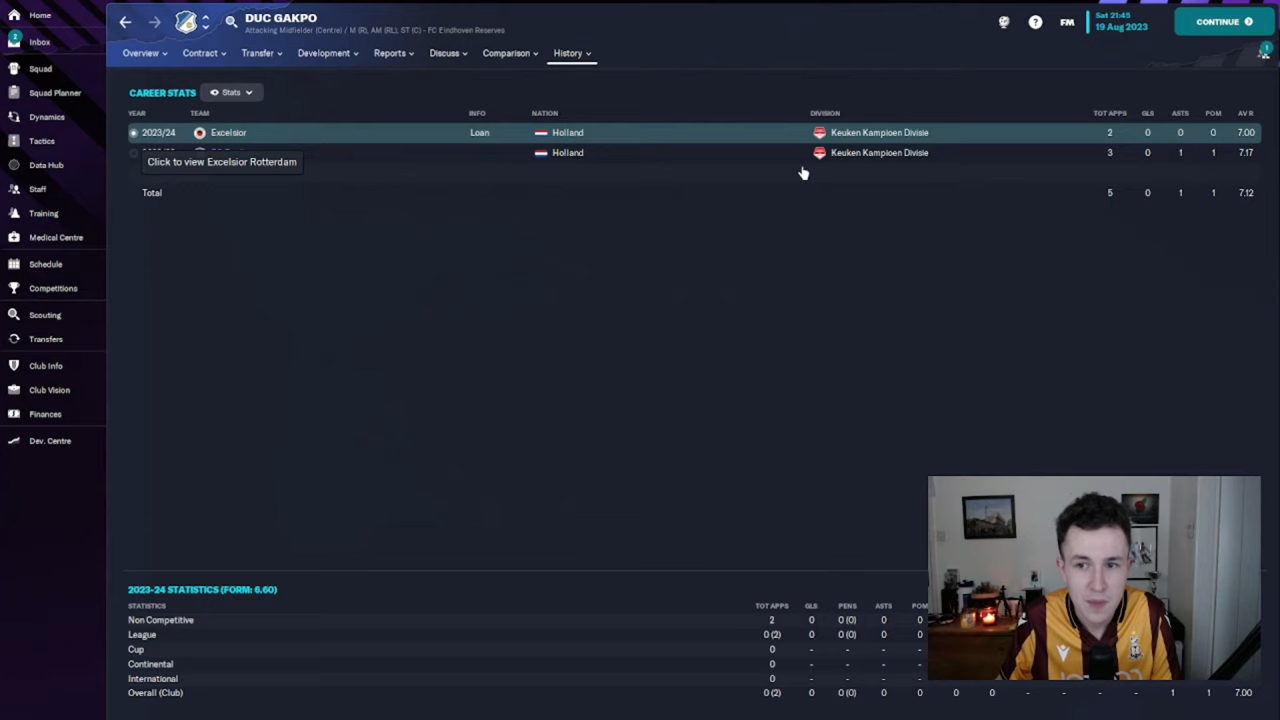 Home
DUC GAKPO
Attacking Midfielder (Centre) / M (R), AM (RL), ST (C) - FC Eindhoven Reserves
FM
Sat 21:45
19 Aug 2023
CONTINUE
2
Inbox
Overview Contract Transfer Development Reports Discuss Comparison History
1
Squad
Squad Planner
Dynamics
Tactics
Data Hub
Staff
Training
Medical Centre
Schedule
Competitions
Scouting
Transfers
Club Info
Club Vision
Finances
Dev. Centre
CAREER STATS
Stats
YEAR TEAM INFO NATION DIVISION TOT APPS GLS ASTS POM AV R
2023/24 Excelsior Loan Holland Keuken Kampioen Divisie 2 0 0 0 7.00
Holland Keuken Kampioen Divisie 3 0 1 1 7.17
Click to view Excelsior Rotterdam
Total 5 0 1 1 7.12
2023-24 STATISTICS (FORM: 6.60)
STATISTICS TOT APPS GLS PENS ASTS POM
Non Competitive 2 0 0 (0) 0 0
League 0 (2) 0 0 (0) 0 0
Cup 0 - - - -
Continental 0 - - - -
International 0 - - - -
Overall (Club) 0 (2) 0 0 (0) 0 0 0 0 - - - - 1 1 7.00